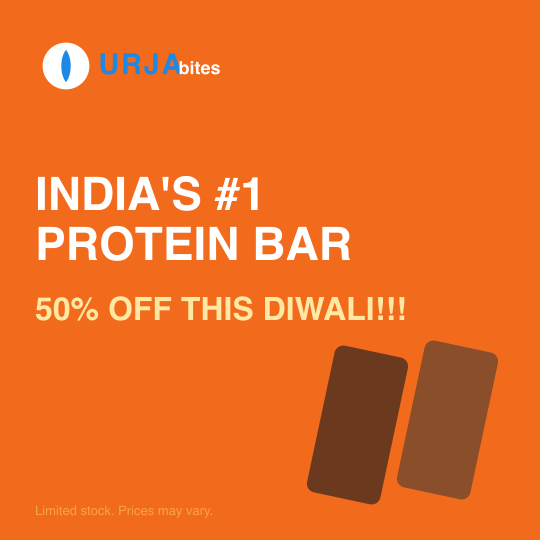 URJAbites
INDIA'S #1
PROTEIN BAR
50% OFF THIS DIWALI!!!
Limited stock. Prices may vary.